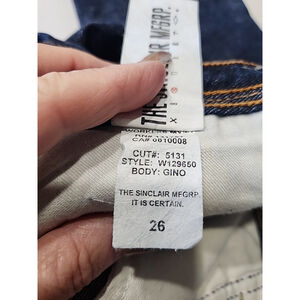 THE SINCLAIR MFGRP.
CA# 0610008
CUT#: 5131
STYLE: W129650
BODY: GINO
THE SINCLAIR MFGRP.
IT IS CERTAIN.
26